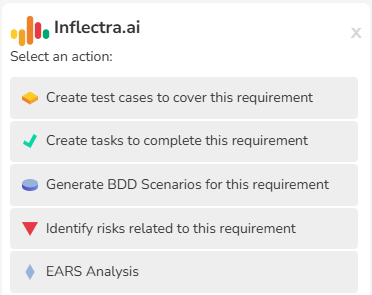 Inflectra.ai
x
Select an action:
Create test cases to cover this requirement
Create tasks to complete this requirement
Generate BDD Scenarios for this requirement
Identify risks related to this requirement
EARS Analysis